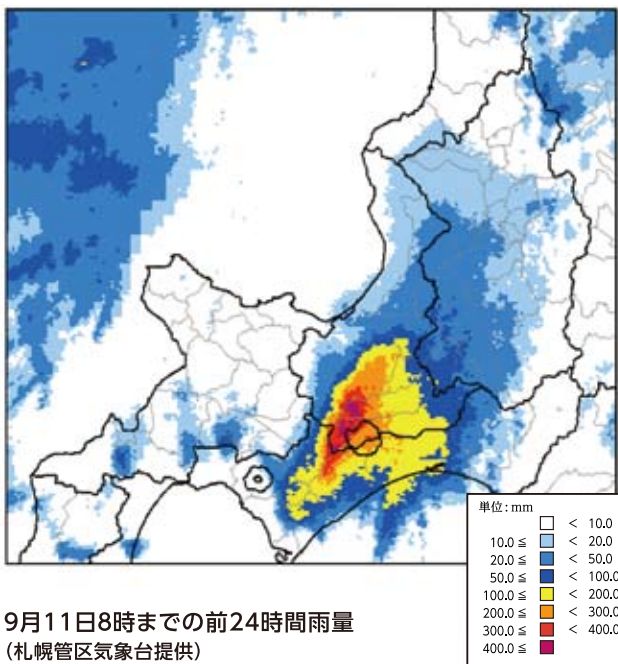 単位:mm
< 10.0
10.0 ≦ < 20.0
20.0 ≦ < 50.0
50.0 ≦ < 100.0
100.0 ≦ < 200.0
200.0 ≦ < 300.0
300.0 ≦ < 400.0
400.0 ≦
9月11日8時までの前24時間雨量
(札幌管区気象台提供)